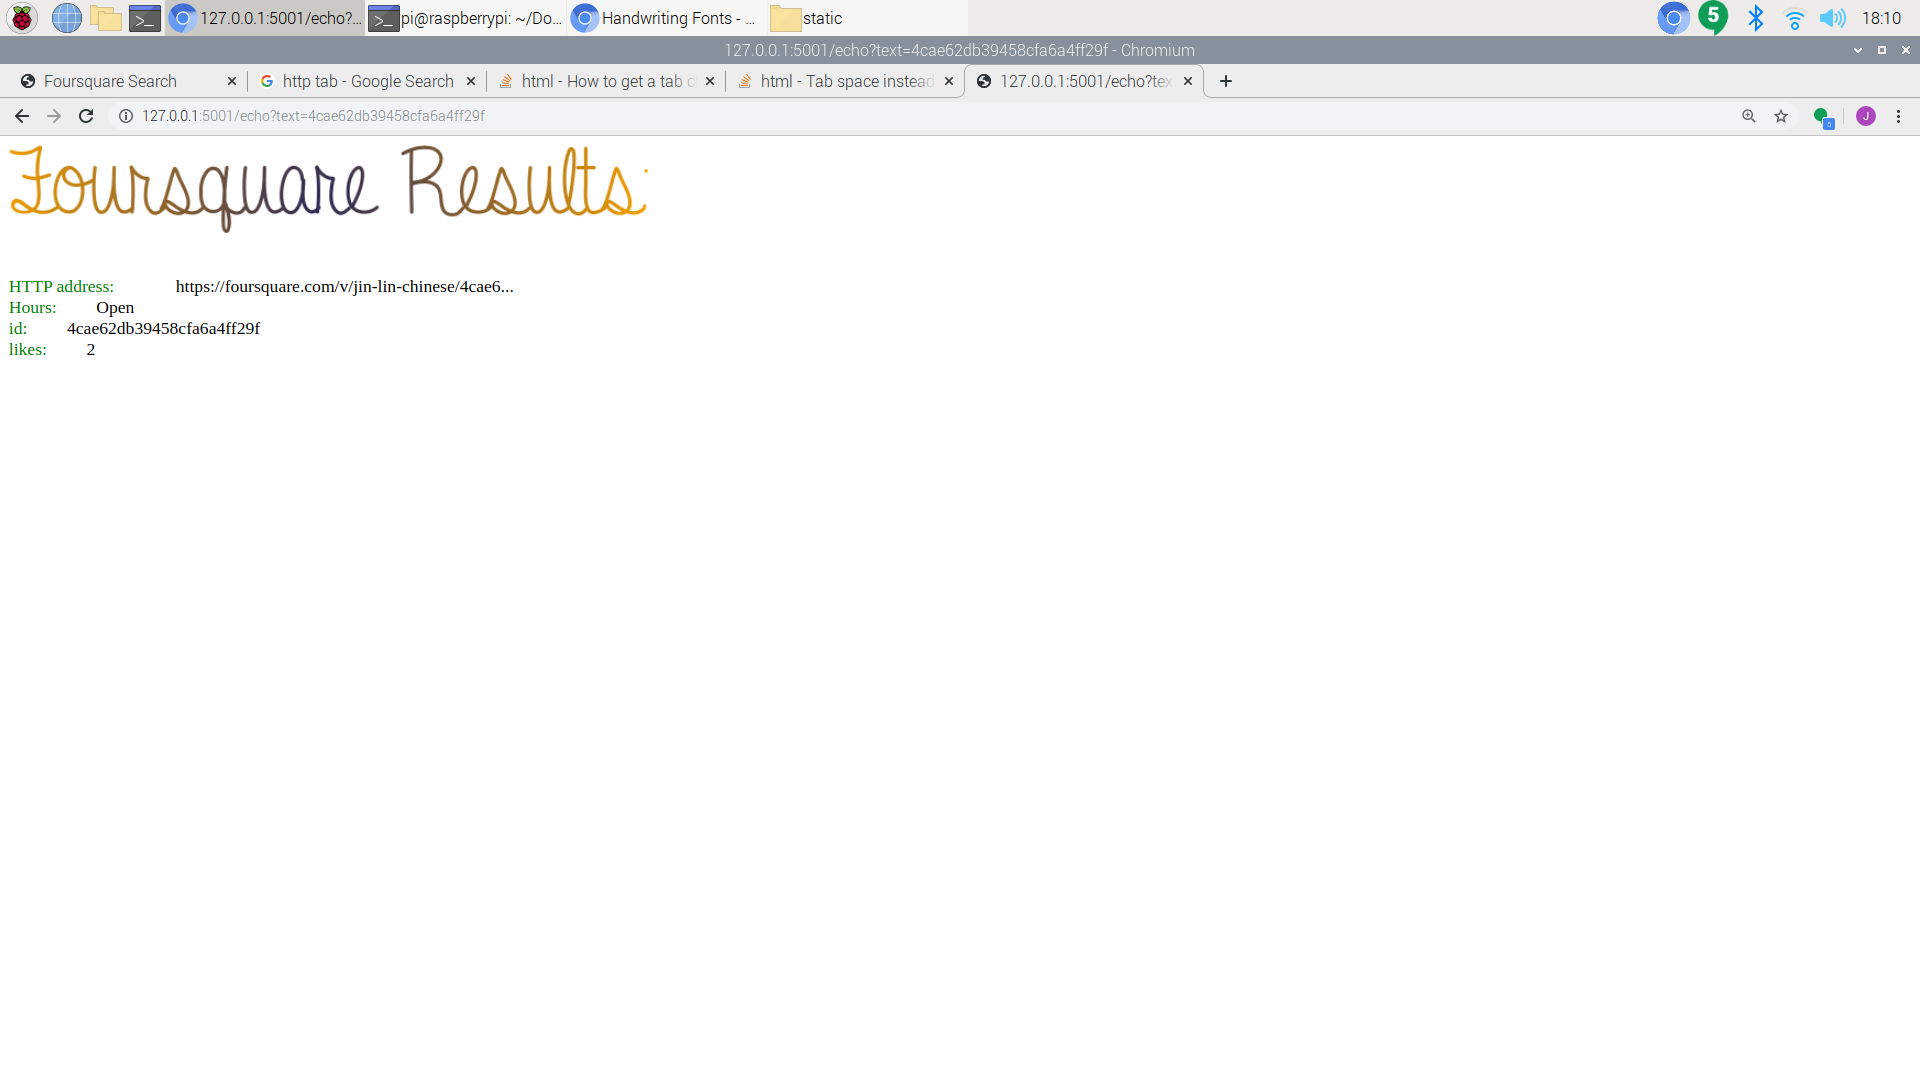 127.0.0.1:5001/echo?... pi@raspberrypi: ~/Do... Handwriting Fonts - ... static 5 18:10
127.0.0.1:5001/echo?text=4cae62db39458cfa6a4ff29f - Chromium
Foursquare Search http tab - Google Search html - How to get a tab c html - Tab space instead 127.0.0.1:5001/echo?tex
127.0.0.1:5001/echo?text=4cae62db39458cfa6a4ff29f 5 J
Foursquare Results:
HTTP address: https://foursquare.com/v/jin-lin-chinese/4cae6...
Hours: Open
id: 4cae62db39458cfa6a4ff29f
likes: 2